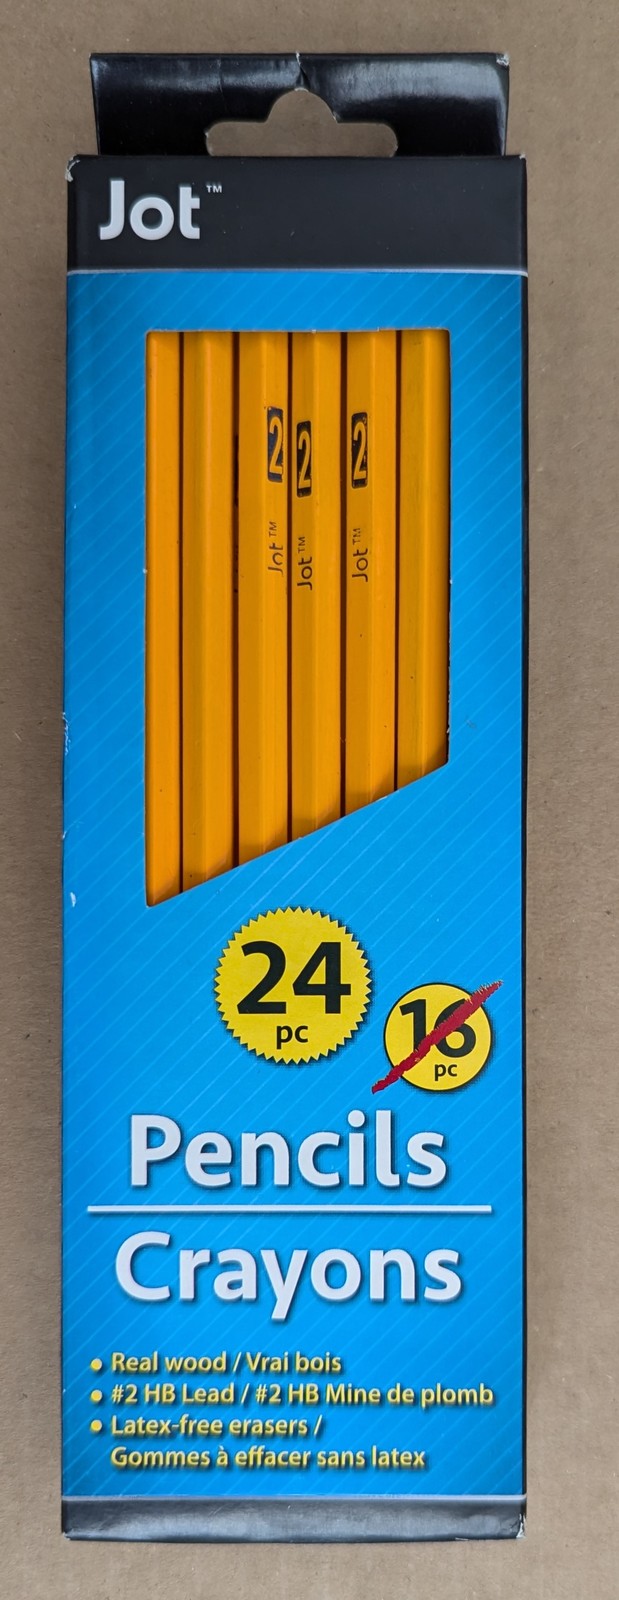 Jot™
2
2
2
Jot™
Jot™
Jot™
24
pc
16
pc
Pencils
Crayons
• Real wood / Vrai bois
• #2 HB Lead / #2 HB Mine de plomb
• Latex-free erasers /
Gommes à effacer sans latex